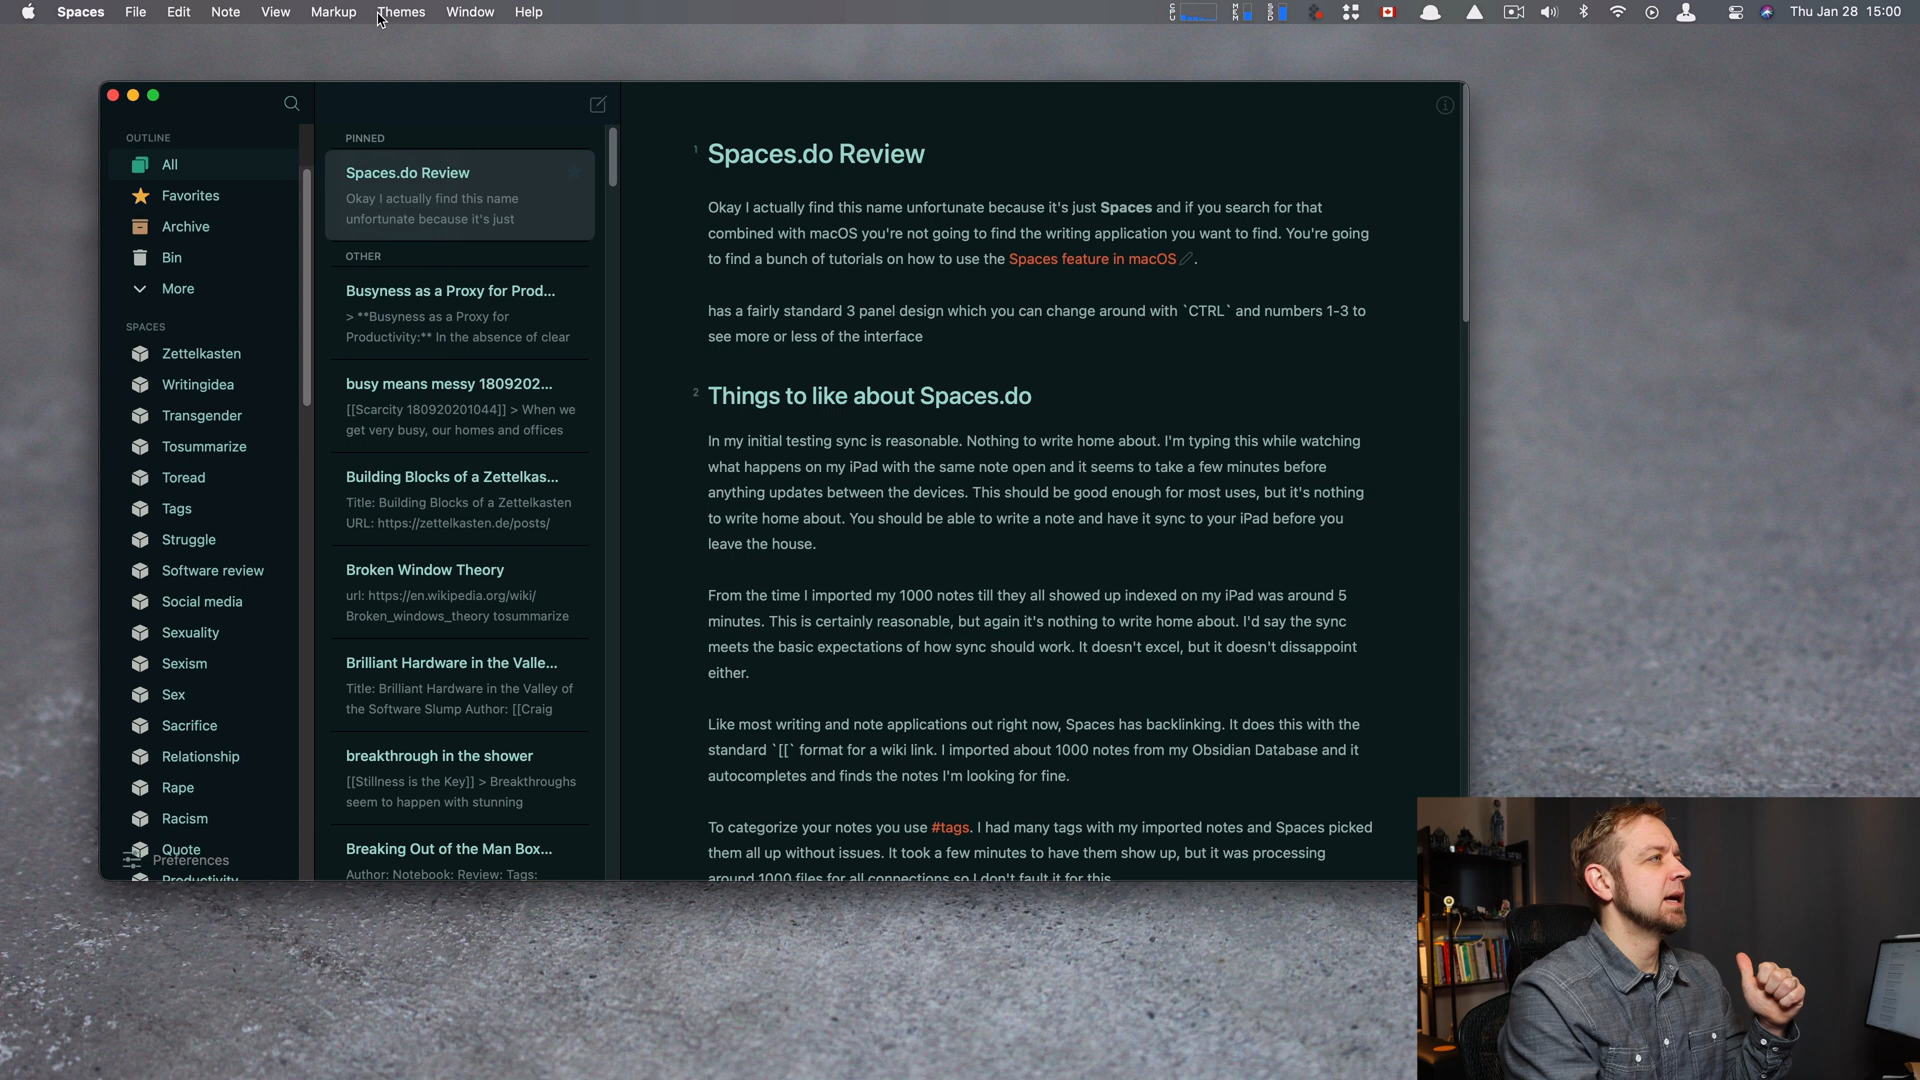 Spaces File Edit Note View Markup Themes Window Help
Thu Jan 28 15:00
OUTLINE
All
Favorites
Archive
Bin
More
SPACES
Zettelkasten
Writingidea
Transgender
Tosummarize
Toread
Tags
Struggle
Software review
Social media
Sexuality
Sexism
Sex
Sacrifice
Relationship
Rape
Racism
Quote
Preferences
Productivity
PINNED
Spaces.do Review
Okay I actually find this name
unfortunate because it's just
OTHER
Busyness as a Proxy for Prod...
> **Busyness as a Proxy for
Productivity:** In the absence of clear
busy means messy 1809202...
[[Scarcity 180920201044]] > When we
get very busy, our homes and offices
Building Blocks of a Zettelkas...
Title: Building Blocks of a Zettelkasten
URL: https://zettelkasten.de/posts/
Broken Window Theory
url: https://en.wikipedia.org/wiki/
Broken_windows_theory tosummarize
Brilliant Hardware in the Valle...
Title: Brilliant Hardware in the Valley of
the Software Slump Author: [[Craig
breakthrough in the shower
[[Stillness is the Key]] > Breakthroughs
seem to happen with stunning
Breaking Out of the Man Box...
Author: Notebook: Review: Tags:
1 Spaces.do Review
Okay I actually find this name unfortunate because it's just Spaces and if you search for that
combined with macOS you're not going to find the writing application you want to find. You're going
to find a bunch of tutorials on how to use the Spaces feature in macOS.
has a fairly standard 3 panel design which you can change around with `CTRL` and numbers 1-3 to
see more or less of the interface
2 Things to like about Spaces.do
In my initial testing sync is reasonable. Nothing to write home about. I'm typing this while watching
what happens on my iPad with the same note open and it seems to take a few minutes before
anything updates between the devices. This should be good enough for most uses, but it's nothing
to write home about. You should be able to write a note and have it sync to your iPad before you
leave the house.
From the time I imported my 1000 notes till they all showed up indexed on my iPad was around 5
minutes. This is certainly reasonable, but again it's nothing to write home about. I'd say the sync
meets the basic expectations of how sync should work. It doesn't excel, but it doesn't dissappoint
either.
Like most writing and note applications out right now, Spaces has backlinking. It does this with the
standard `[[` format for a wiki link. I imported about 1000 notes from my Obsidian Database and it
autocompletes and finds the notes I'm looking for fine.
To categorize your notes you use #tags. I had many tags with my imported notes and Spaces picked
them all up without issues. It took a few minutes to have them show up, but it was processing
around 1000 files for all connections so I don't fault it for this.